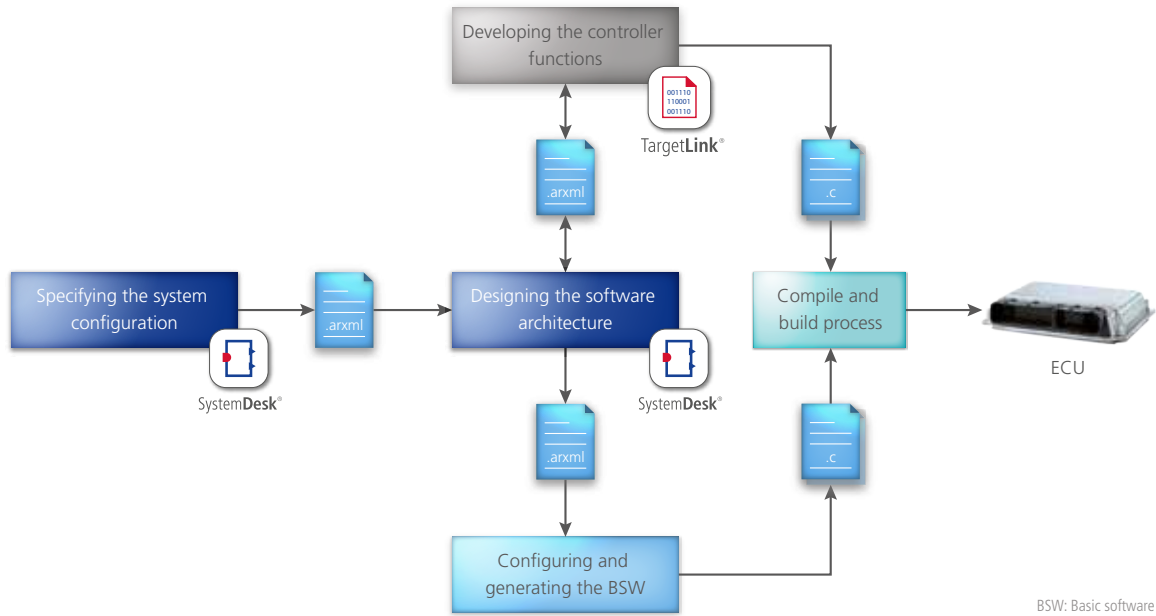 Developing the controller
functions
001110
110001
001110
TargetLink®
.arxml
.c
Specifying the system
configuration
.arxml
Designing the software
architecture
Compile and
build process
ECU
SystemDesk®
SystemDesk®
.arxml
.c
Configuring and
generating the BSW
BSW: Basic software